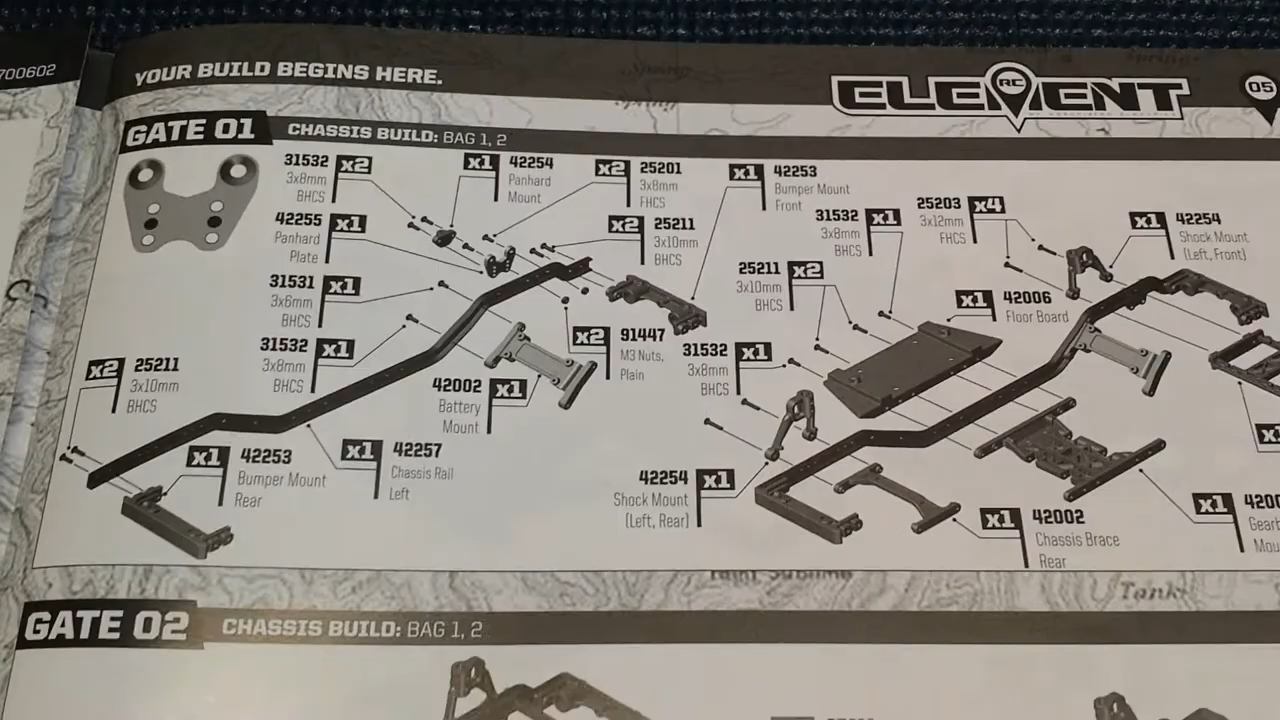 700602
YOUR BUILD BEGINS HERE.
ELEMENT
RC
05
GATE 01
CHASSIS BUILD: BAG 1, 2
31532
3x8mm
BHCS
x2
x1
42254
Panhard
Mount
x2
25201
3x8mm
FHCS
x1
42253
Bumper Mount
Front
42255
Panhard
Plate
x1
x2
25211
3x10mm
BHCS
31532
3x8mm
BHCS
x1
25203
3x12mm
FHCS
x4
x1
42254
Shock Mount
(Left, Front)
31531
3x6mm
BHCS
x1
25211
3x10mm
BHCS
x2
x1
42006
Floor Board
31532
3x8mm
BHCS
x1
x2
91447
M3 Nuts,
Plain
31532
3x8mm
BHCS
x1
x2
25211
3x10mm
BHCS
42002
Battery
Mount
x1
x1
42253
Bumper Mount
Rear
x1
42257
Chassis Rail
Left
42254
Shock Mount
(Left, Rear)
x1
x1
42002
Chassis Brace
Rear
x1
GATE 02
CHASSIS BUILD: BAG 1, 2